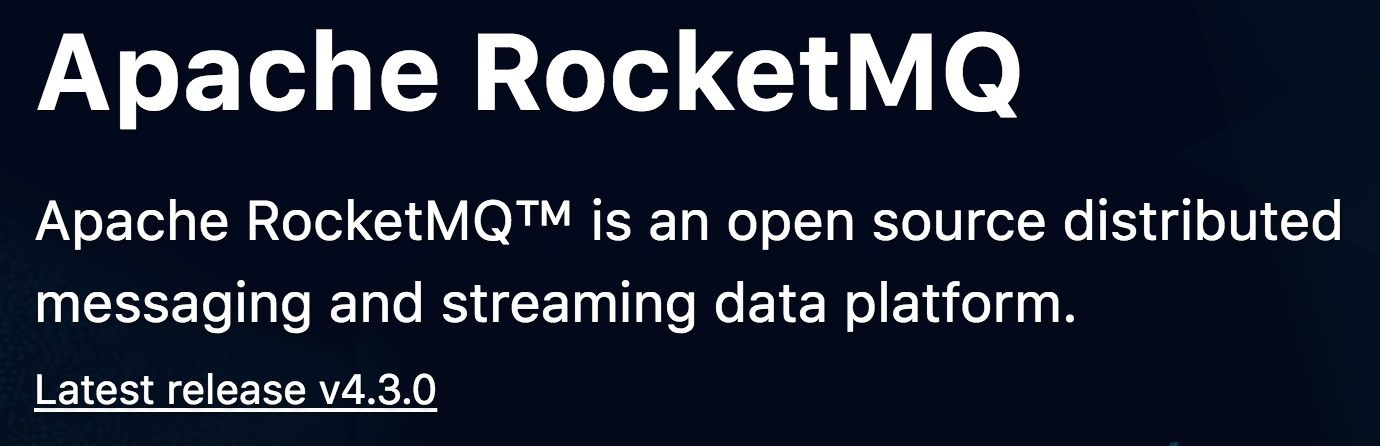 Apache RocketMQ
Apache RocketMQ™ is an open source distributed
messaging and streaming data platform.
Latest release v4.3.0